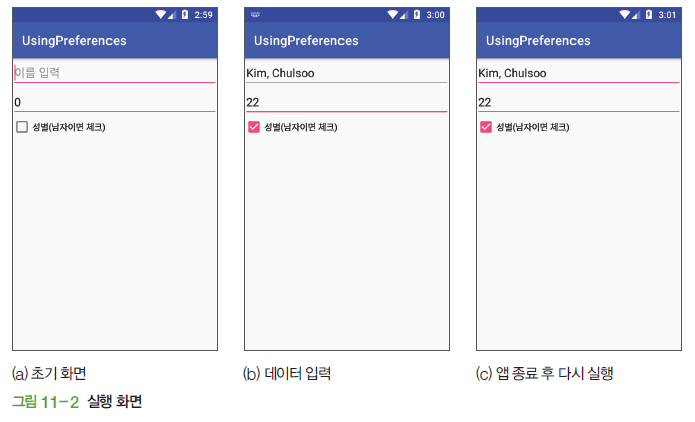 2:59
UsingPreferences
이름 입력
0
성별(남자이면 체크)
(a) 초기 화면
3:00
UsingPreferences
Kim, Chulsoo
22
성별(남자이면 체크)
(b) 데이터 입력
3:01
UsingPreferences
Kim, Chulsoo
22
성별(남자이면 체크)
(c) 앱 종료 후 다시 실행
그림 11-2 실행 화면